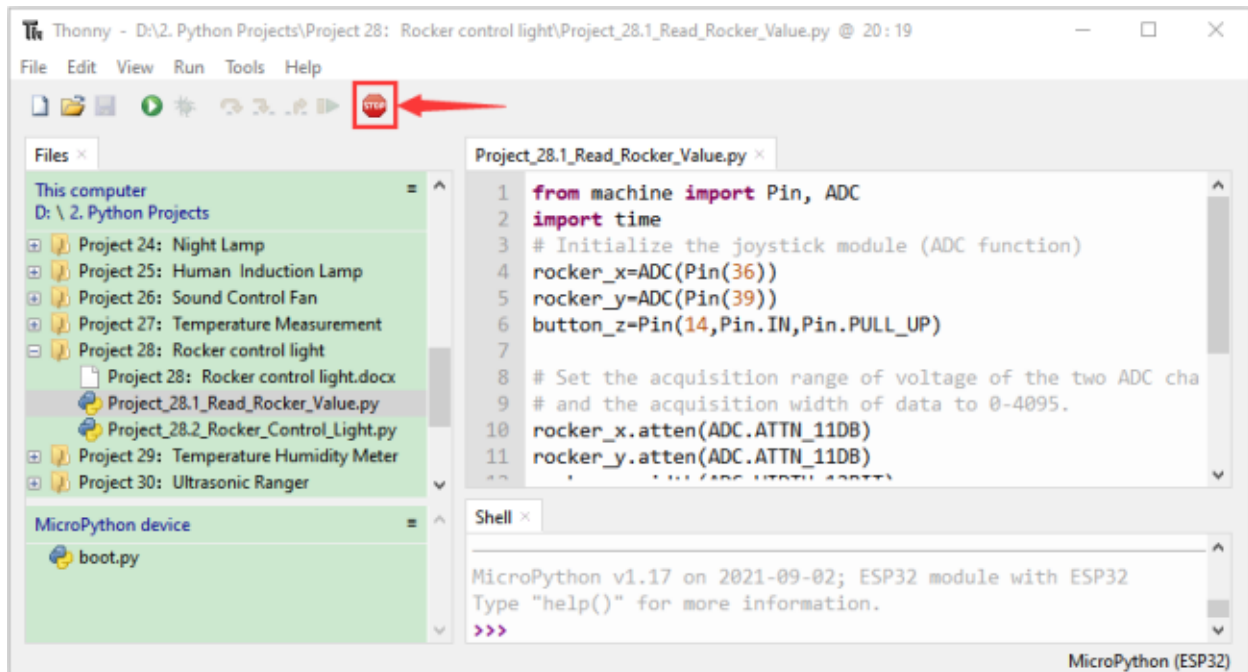 Thonny - D:\2. Python Projects\Project 28: Rocker control light\Project_28.1_Read_Rocker_Value.py @ 20:19
File Edit View Run Tools Help
STOP
Files
This computer
D: \ 2. Python Projects
Project 24: Night Lamp
Project 25: Human Induction Lamp
Project 26: Sound Control Fan
Project 27: Temperature Measurement
Project 28: Rocker control light
Project 28: Rocker control light.docx
Project_28.1_Read_Rocker_Value.py
Project_28.2_Rocker_Control_Light.py
Project 29: Temperature Humidity Meter
Project 30: Ultrasonic Ranger
MicroPython device
boot.py
Project_28.1_Read_Rocker_Value.py
1 from machine import Pin, ADC
2 import time
3 # Initialize the joystick module (ADC function)
4 rocker_x=ADC(Pin(36))
5 rocker_y=ADC(Pin(39))
6 button_z=Pin(14,Pin.IN,Pin.PULL_UP)
7
8 # Set the acquisition range of voltage of the two ADC cha
9 # and the acquisition width of data to 0-4095.
10 rocker_x.atten(ADC.ATTN_11DB)
11 rocker_y.atten(ADC.ATTN_11DB)
Shell
MicroPython v1.17 on 2021-09-02; ESP32 module with ESP32
Type "help()" for more information.
>>>
MicroPython (ESP32)